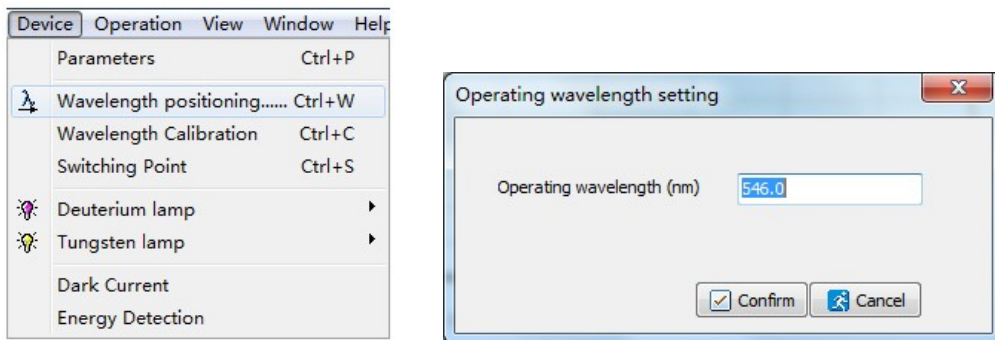 Device Operation View Window Help
Parameters Ctrl+P
Wavelength positioning...... Ctrl+W
Wavelength Calibration Ctrl+C
Switching Point Ctrl+S
Deuterium lamp
Tungsten lamp
Dark Current
Energy Detection
Operating wavelength setting
Operating wavelength (nm) 546.0
Confirm Cancel